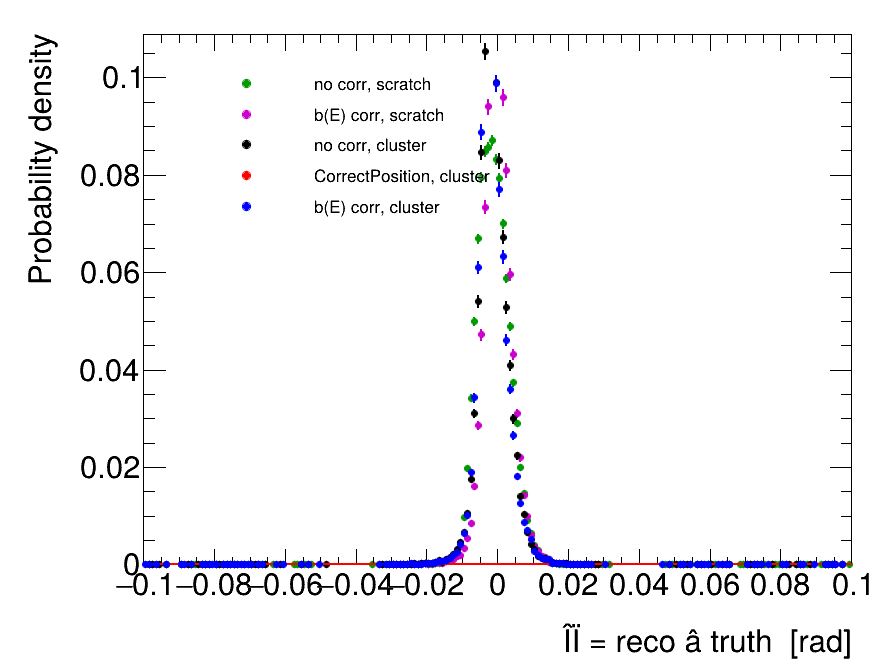 Probability density
0.1
0.08
0.06
0.04
0.02
0
no corr, scratch
b(E) corr, scratch
no corr, cluster
CorrectPosition, cluster
b(E) corr, cluster
−0.1 −0.08 −0.06 −0.04 −0.02 0 0.02 0.04 0.06 0.08 0.1
ÎÏ = reco â truth [rad]